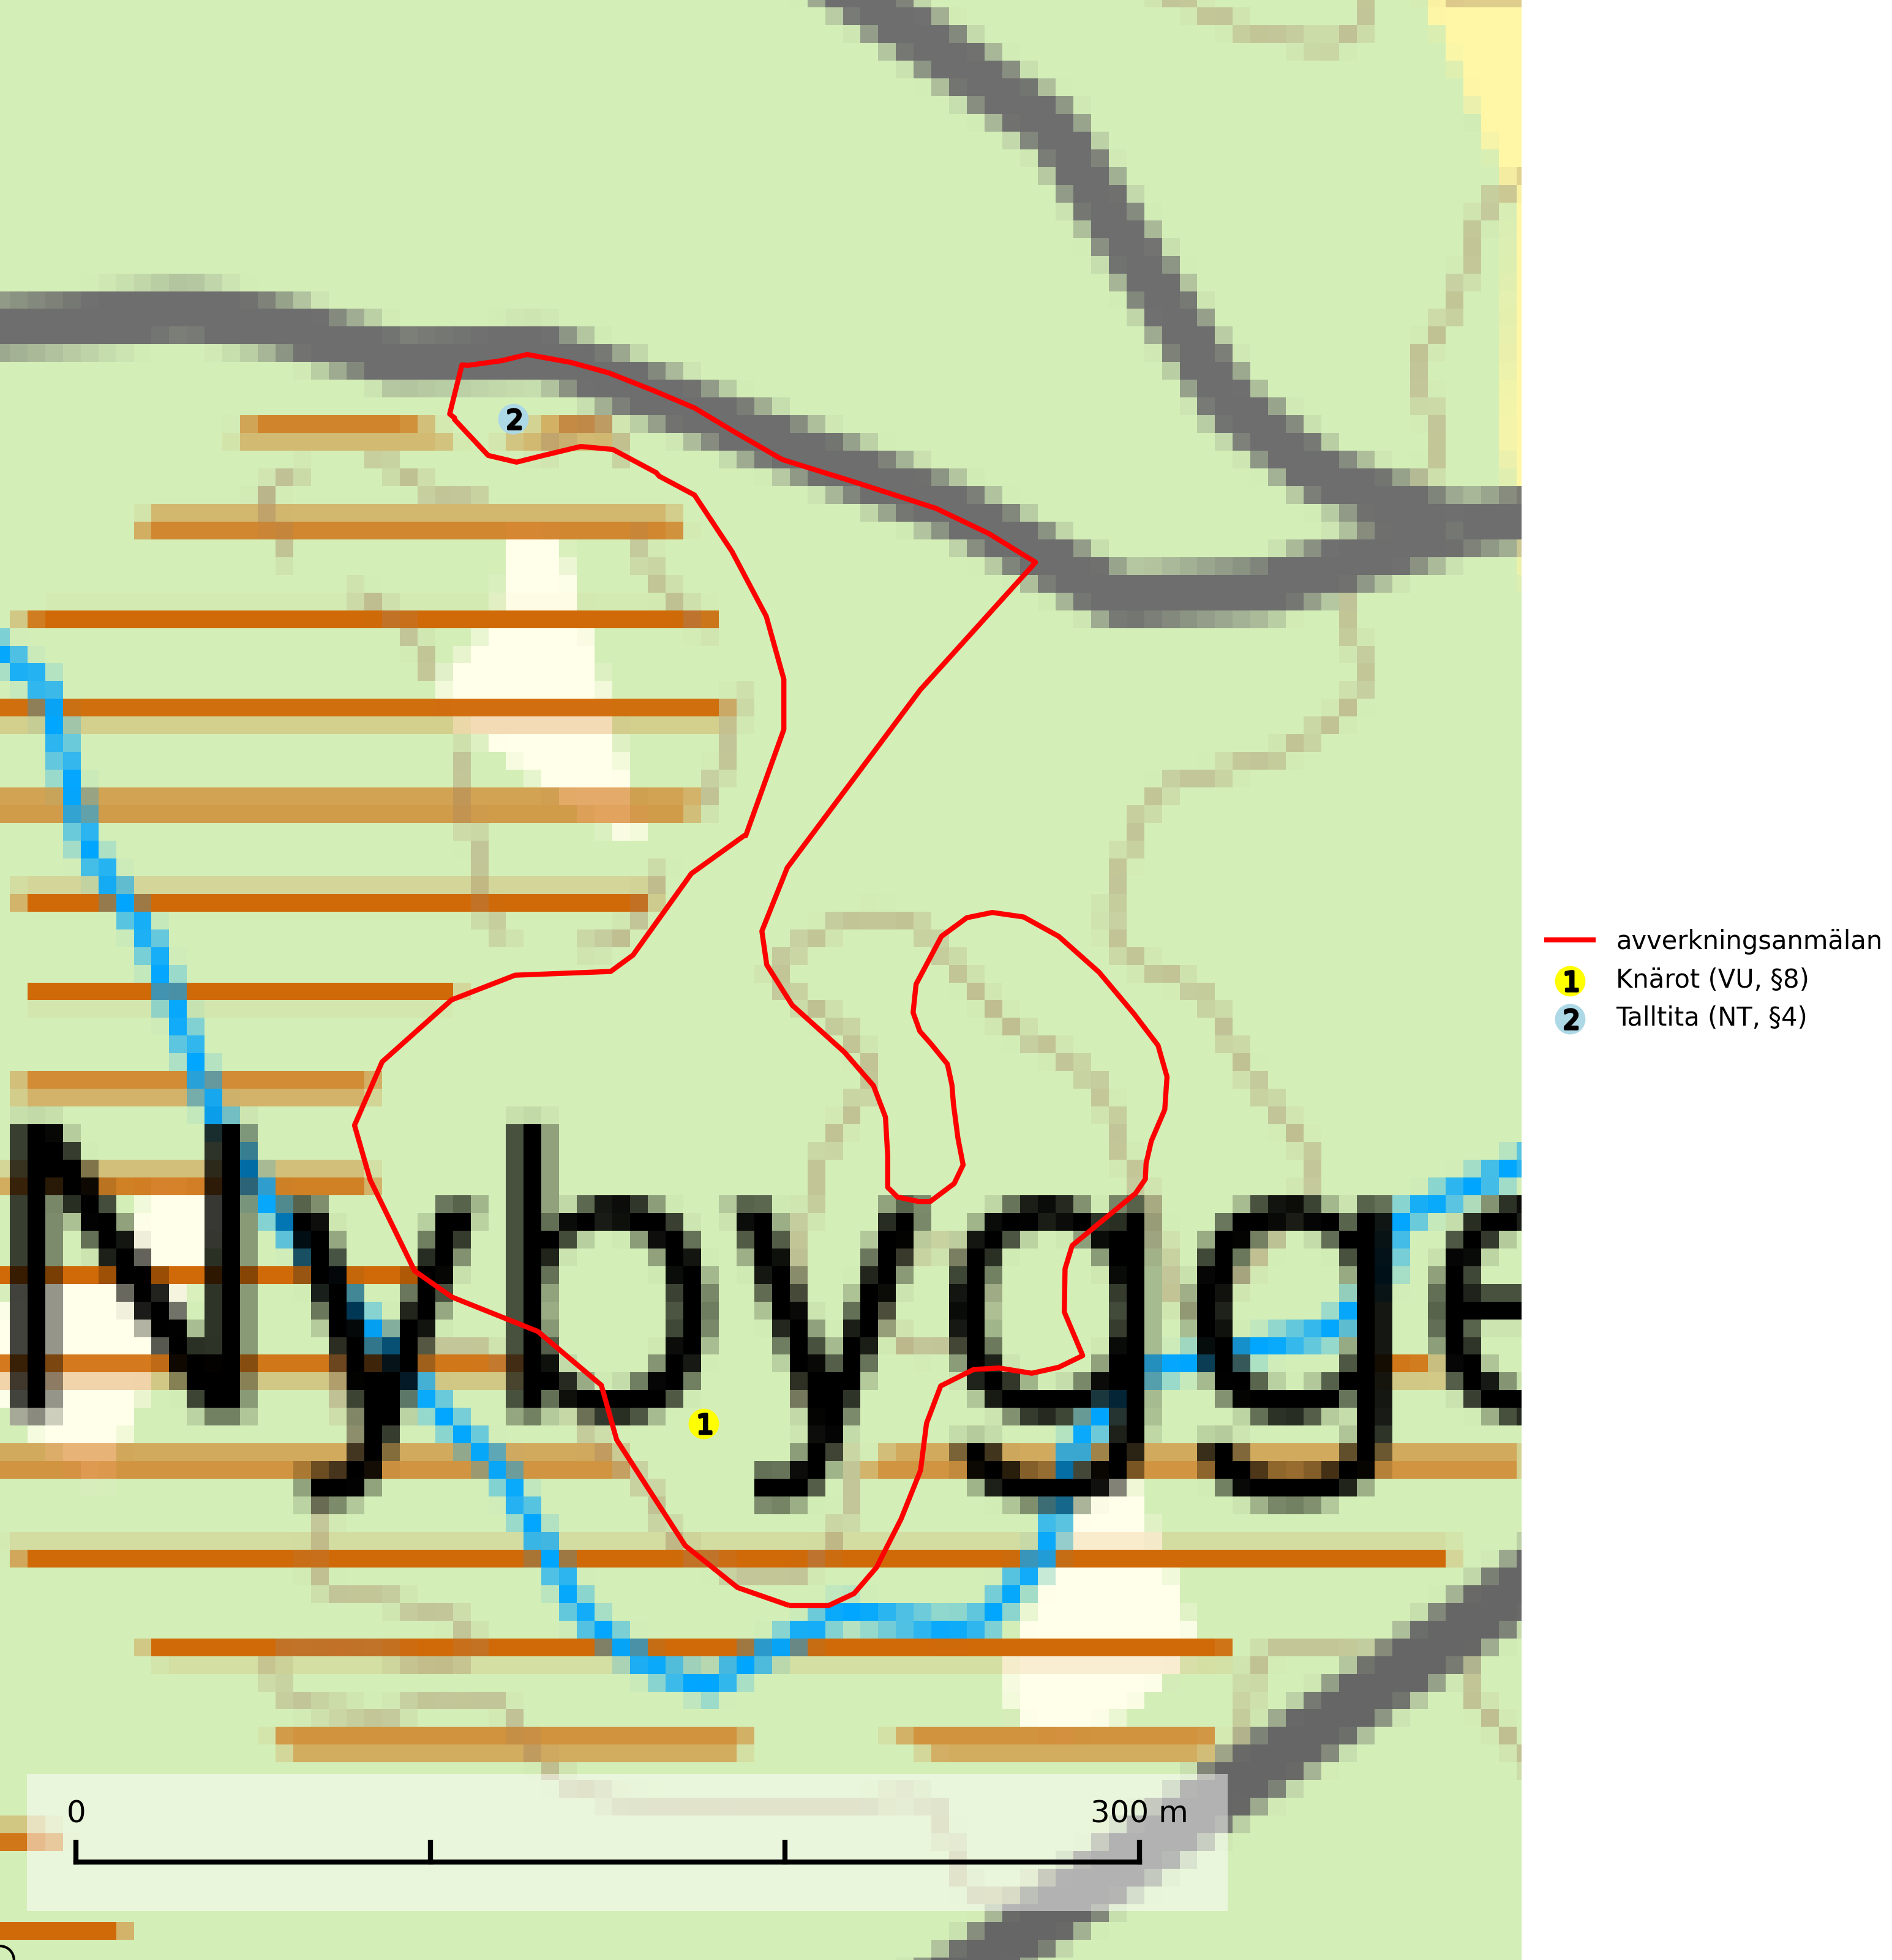 Nybygge
avverkningsanmälan
1 Knärot (VU, §8)
2 Talltita (NT, §4)
2
1
0 300 m